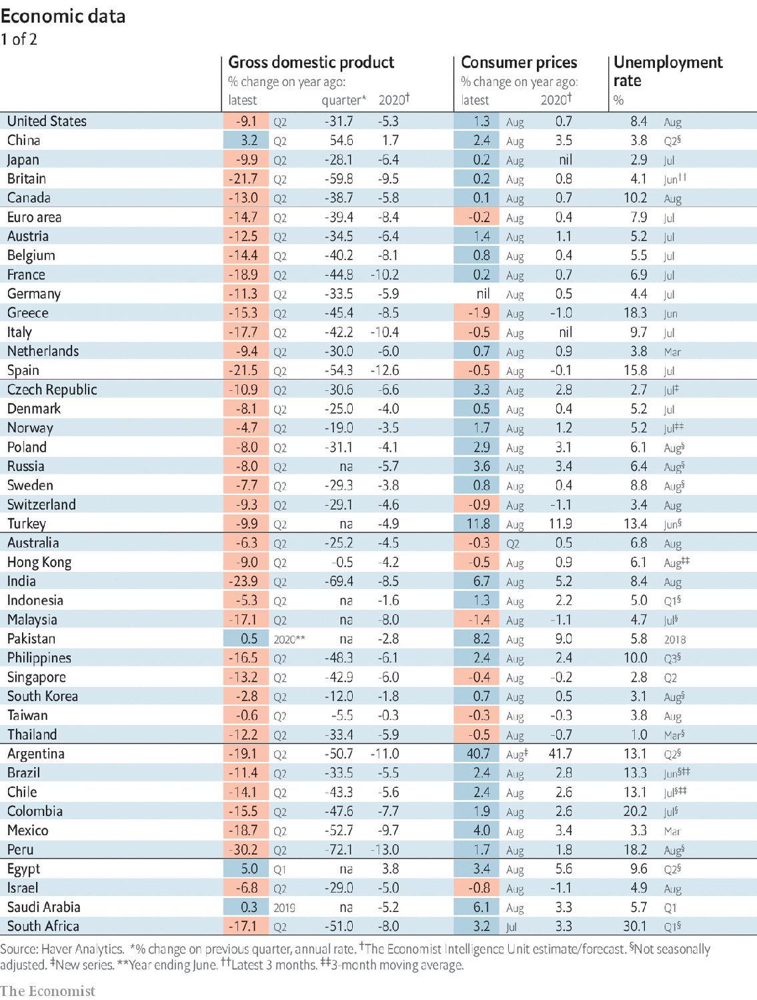 Economic data
1 of 2
Gross domestic product Consumer prices Unemployment
% change on year ago: % change on year ago: rate
latest quarter* 2020† latest 2020† %
United States -9.1 Q2 -31.7 -5.3 1.3 Aug 0.7 8.4 Aug
China 3.2 Q2 54.6 1.7 2.4 Aug 3.5 3.8 Q2§
Japan -9.9 Q2 -28.1 -6.4 0.2 Aug nil 2.9 Jul
Britain -21.7 Q2 -59.8 -9.5 0.2 Aug 0.8 4.1 Jun††
Canada -13.0 Q2 -38.7 -5.8 0.1 Aug 0.7 10.2 Aug
Euro area -14.7 Q2 -39.4 -8.4 -0.2 Aug 0.4 7.9 Jul
Austria -12.5 Q2 -34.5 -6.4 1.4 Aug 1.1 5.2 Jul
Belgium -14.4 Q2 -40.2 -8.1 0.8 Aug 0.4 5.5 Jul
France -18.9 Q2 -44.8 -10.2 0.2 Aug 0.7 6.9 Jul
Germany -11.3 Q2 -33.5 -5.9 nil Aug 0.5 4.4 Jul
Greece -15.3 Q2 -45.4 -8.5 -1.9 Aug -1.0 18.3 Jun
Italy -17.7 Q2 -42.2 -10.4 -0.5 Aug nil 9.7 Jul
Netherlands -9.4 Q2 -30.0 -6.0 0.7 Aug 0.9 3.8 Mar
Spain -21.5 Q2 -54.3 -12.6 -0.5 Aug -0.1 15.8 Jul
Czech Republic -10.9 Q2 -30.6 -6.6 3.3 Aug 2.8 2.7 Jul‡
Denmark -8.1 Q2 -25.0 -4.0 0.5 Aug 0.4 5.2 Jul
Norway -4.7 Q2 -19.0 -3.5 1.7 Aug 1.2 5.2 Jul‡‡
Poland -8.0 Q2 -31.1 -4.1 2.9 Aug 3.1 6.1 Aug§
Russia -8.0 Q2 na -5.7 3.6 Aug 3.4 6.4 Aug§
Sweden -7.7 Q2 -29.3 -3.8 0.8 Aug 0.4 8.8 Aug§
Switzerland -9.3 Q2 -29.1 -4.6 -0.9 Aug -1.1 3.4 Aug
Turkey -9.9 Q2 na -4.9 11.8 Aug 11.9 13.4 Jun§
Australia -6.3 Q2 -25.2 -4.5 -0.3 Q2 0.5 6.8 Aug
Hong Kong -9.0 Q2 -0.5 -4.2 -0.5 Aug 0.9 6.1 Aug‡‡
India -23.9 Q2 -69.4 -8.5 6.7 Aug 5.2 8.4 Aug
Indonesia -5.3 Q2 na -1.6 1.3 Aug 2.2 5.0 Q1§
Malaysia -17.1 Q2 na -8.0 -1.4 Aug -1.1 4.7 Jul§
Pakistan 0.5 2020** na -2.8 8.2 Aug 9.0 5.8 2018
Philippines -16.5 Q2 -48.3 -6.1 2.4 Aug 2.4 10.0 Q3§
Singapore -13.2 Q2 -42.9 -6.0 -0.4 Aug -0.2 2.8 Q2
South Korea -2.8 Q2 -12.0 -1.8 0.7 Aug 0.5 3.1 Aug§
Taiwan -0.6 Q2 -5.5 -0.3 -0.3 Aug -0.3 3.8 Aug
Thailand -12.2 Q2 -33.4 -5.9 -0.5 Aug -0.7 1.0 Mar§
Argentina -19.1 Q2 -50.7 -11.0 40.7 Aug‡ 41.7 13.1 Q2§
Brazil -11.4 Q2 -33.5 -5.5 2.4 Aug 2.8 13.3 Jun§‡‡
Chile -14.1 Q2 -43.3 -5.6 2.4 Aug 2.6 13.1 Jul§‡‡
Colombia -15.5 Q2 -47.6 -7.7 1.9 Aug 2.6 20.2 Jul§
Mexico -18.7 Q2 -52.7 -9.7 4.0 Aug 3.4 3.3 Mar
Peru -30.2 Q2 -72.1 -13.0 1.7 Aug 1.8 18.2 Aug§
Egypt 5.0 Q1 na 3.8 3.4 Aug 5.6 9.6 Q2§
Israel -6.8 Q2 -29.0 -5.0 -0.8 Aug -1.1 4.9 Aug
Saudi Arabia 0.3 2019 na -5.2 6.1 Aug 3.3 5.7 Q1
South Africa -17.1 Q2 -51.0 -8.0 3.2 Jul 3.3 30.1 Q1§
Source: Haver Analytics. *% change on previous quarter, annual rate. †The Economist Intelligence Unit estimate/forecast. §Not seasonally
adjusted. ‡New series. **Year ending June. ††Latest 3 months. ‡‡3-month moving average.
The Economist